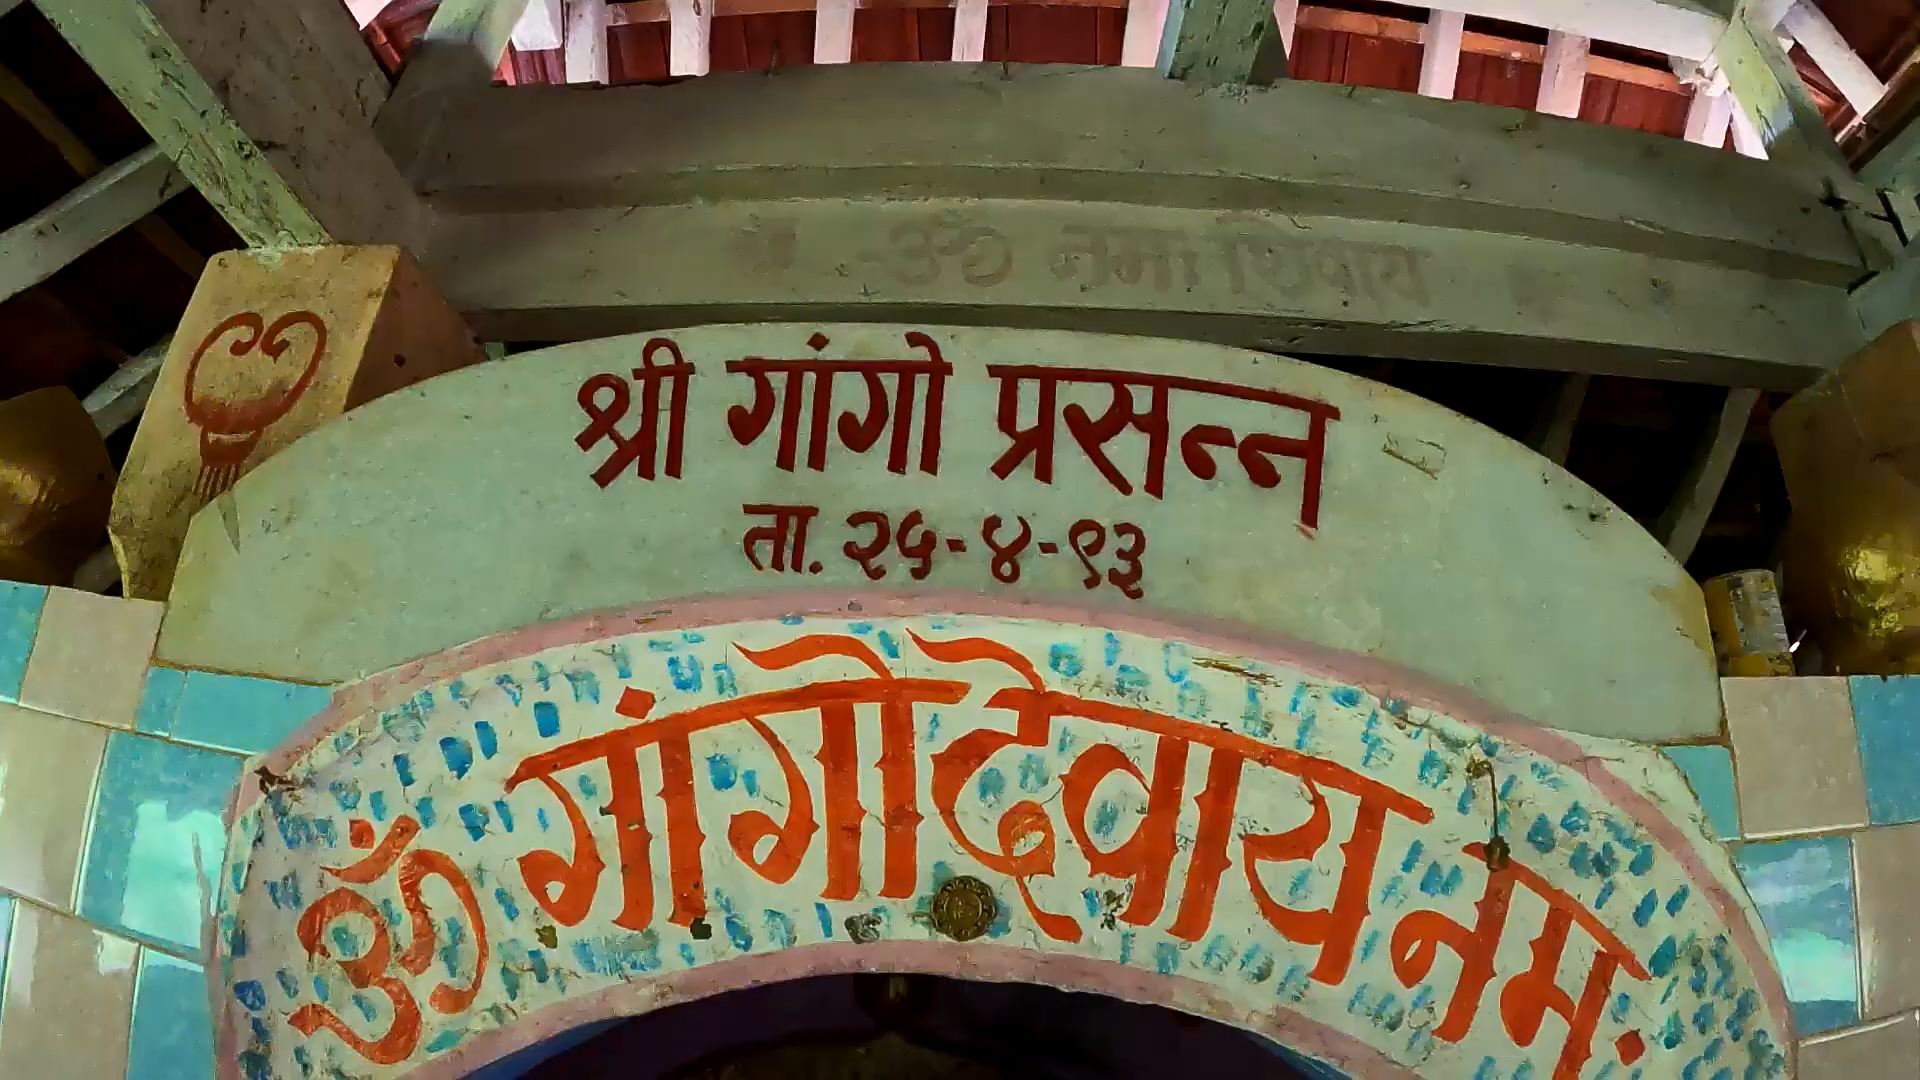 ॐ नमः शिवाय
श्री गांगो प्रसन्न
ता. २५-४-९३
ॐ गांगोदेवाय नमः